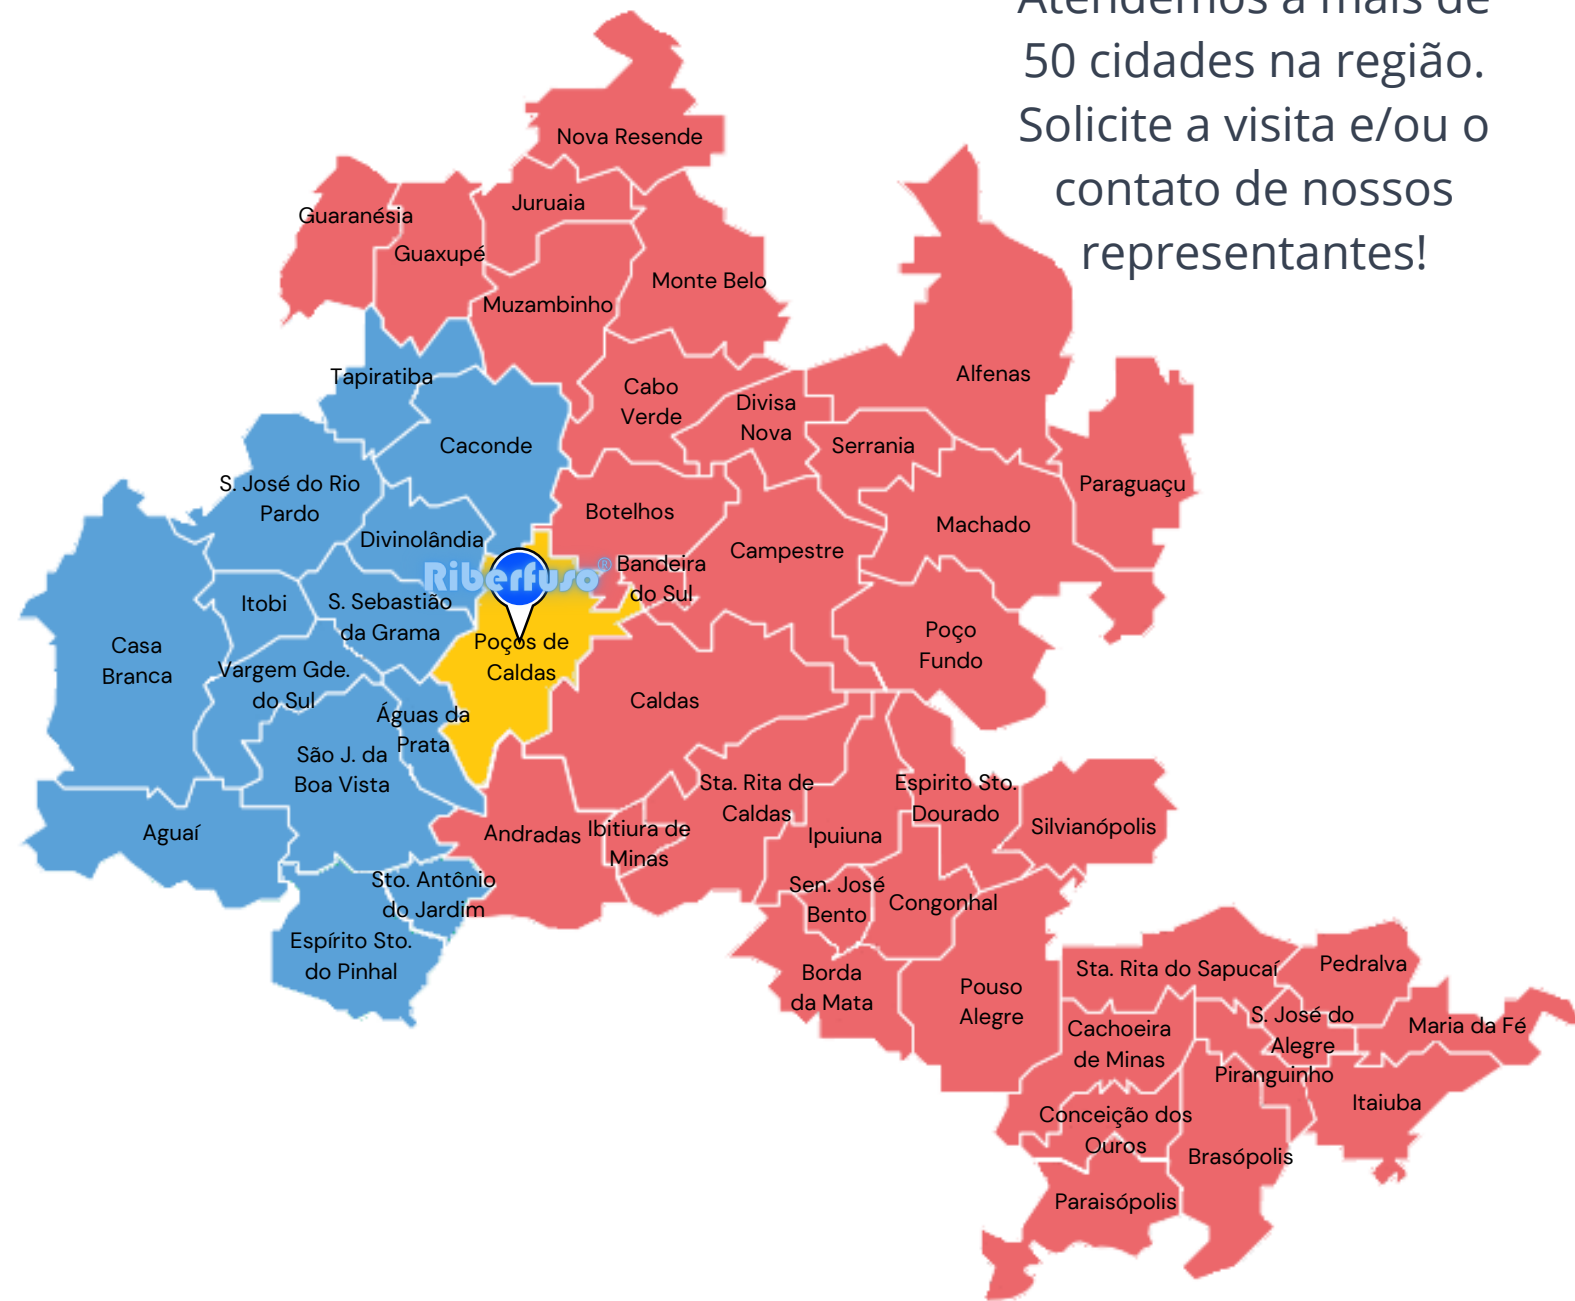 Atendemos a mais de
50 cidades na região.
Solicite a visita e/ou o
contato de nossos
representantes!
Nova Resende
Guaranésia
Juruaia
Guaxupé
Monte Belo
Muzambinho
Tapiratiba
Cabo
Verde
Divisa
Nova
Alfenas
Caconde
Serrania
S. José do Rio
Pardo
Paraguaçu
Botelhos
Machado
Divinolândia
Campestre
Riberfuso®
Bandeira
do Sul
Itobi
S. Sebastião
da Grama
Casa
Branca
Poços de
Caldas
Poço
Fundo
Vargem Gde.
do Sul
Caldas
Águas da
Prata
São J. da
Boa Vista
Sta. Rita de
Caldas
Espirito Sto.
Dourado
Aguaí
Andradas
Ibitiura de
Minas
Ipuiuna
Silvianópolis
Sto. Antônio
do Jardim
Sen. José
Bento
Congonhal
Espírito Sto.
do Pinhal
Borda
da Mata
Pouso
Alegre
Sta. Rita do Sapucaí
Pedralva
Cachoeira
de Minas
S. José do
Alegre
Maria da Fé
Piranguinho
Itaiuba
Conceição dos
Ouros
Brasópolis
Paraisópolis